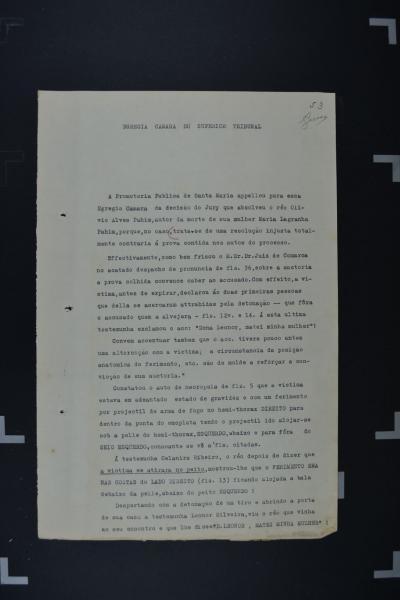 53
EGREGIA CAMARA DO SUPERIOR TRIBUNAL
A Promotoria Publica de Santa Maria appellou para essa
Egregia Camara da decisão do Jury que absolveu o réo Oli-
vio Alves Pahim, autor da morte de sua mulher Maria Lagranha
Pahim, porque, no caso, trata-se de uma resolução injusta total-
mente contraria á prova contida nos autos do processo.
Effectivamente, como bem frisou o M.Dr.Dr.Juiz de Comarca
no acatado despacho de pronuncia de fls. 36, sobre a auctoria
a prova colhida convence caber ao accusado. Com effeito, a vi-
ctima, antes de expirar, declarou ás duas primeiras pessoas
que della se acercaram attrahidas pela detonação -- que fôra
o accusado quem a alvejara - fls. 12v. e 14. Á esta ultima
testemunha exclamou o acc: "Dona Leonor, matei minha mulher"!
Convem accentuar tambem que o acc. tivera pouco antes
uma altercação com a victima; a circumstancia da posição
anatomica do ferimento, etc. são de molde a reforçar a con-
vicção de sua auctoria."
Constatou o auto de necropsia de fls. 5 que a victima
estava em adeantado estado de gravidez e com um ferimento
por projectil de arma de fogo no hemi-thorax DIREITO para
dentro da ponta do omoplata tendo o projectil ido alojar-se
sob a pelle do hemi-thorax, ESQUERDO, abaixo e para fóra do
SEIO ESQUERDO, consoante se vê a fls. citadas.
Á testemunha Celanira Ribeiro, o réo depois de dizer que
a victima se atirara no peito, mostrou-lhe que o FERIMENTO ERA
NAS COSTAS do LADO DIREITO (fls. 13) ficando alojada a bala
debaixo da pelle, abaixo do peito ESQUERDO !
Despertando com a detonação de um tiro e abrindo a porta
de sua casa a testemunha Leonor Silveira, viu o réo que vinha
ao seu encontro e que lhe disse "D.LEONOR , MATEI MINHA MULHER" !